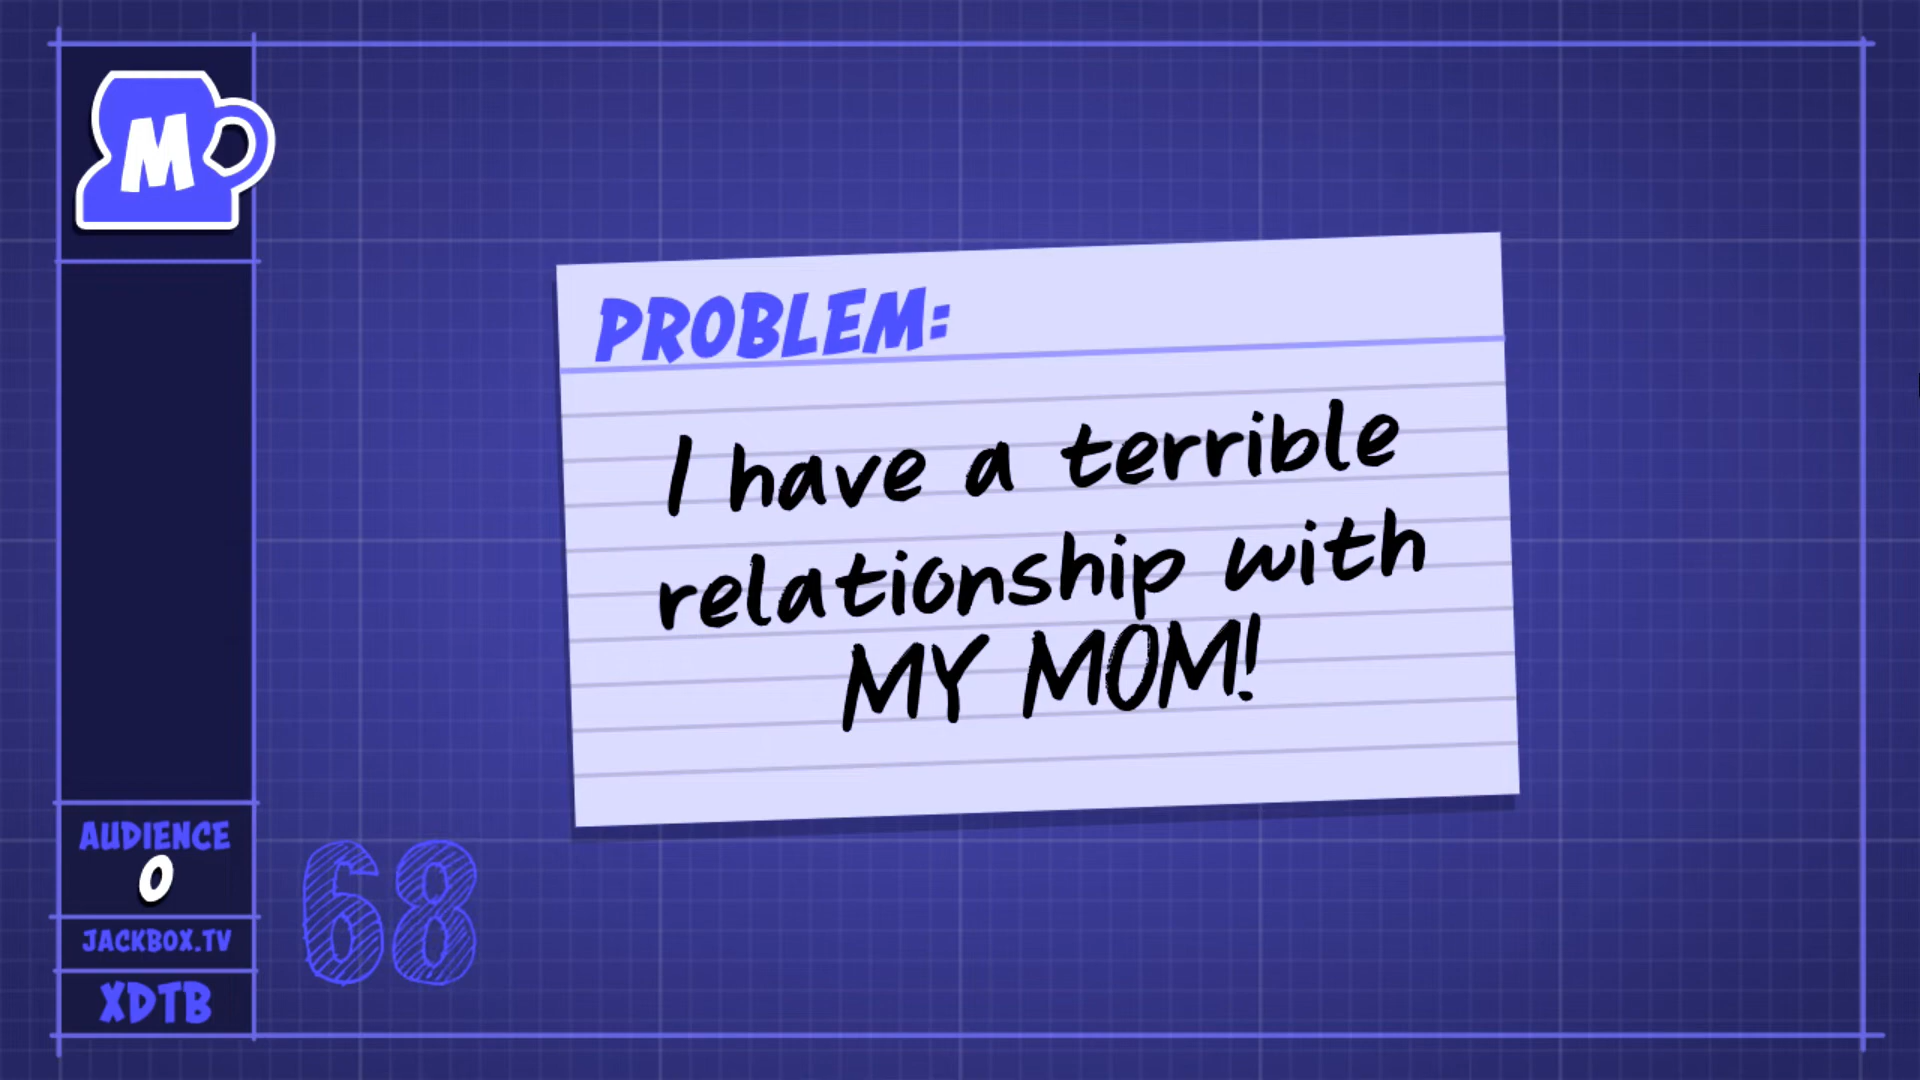 M
PROBLEM:
I have a terrible
relationship with
MY MOM!
AUDIENCE
0
68
JACKBOX.TV
XDTB